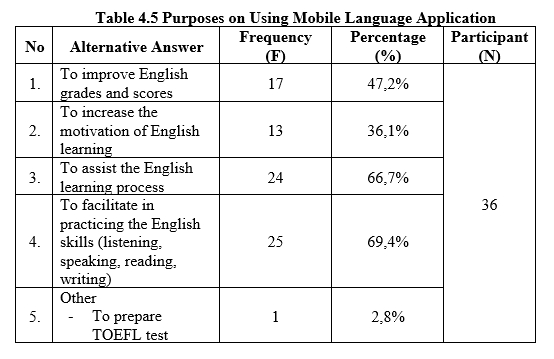 Table 4.5 Purposes on Using Mobile Language Application
No Alternative Answer Frequency (F) Percentage (%) Participant (N)
1. To improve English
grades and scores 17 47,2%
2. To increase the
motivation of English
learning 13 36,1%
3. To assist the English
learning process 24 66,7%
4. To facilitate in
practicing the English
skills (listening,
speaking, reading,
writing) 25 69,4% 36
5. Other
- To prepare
TOEFL test 1 2,8%